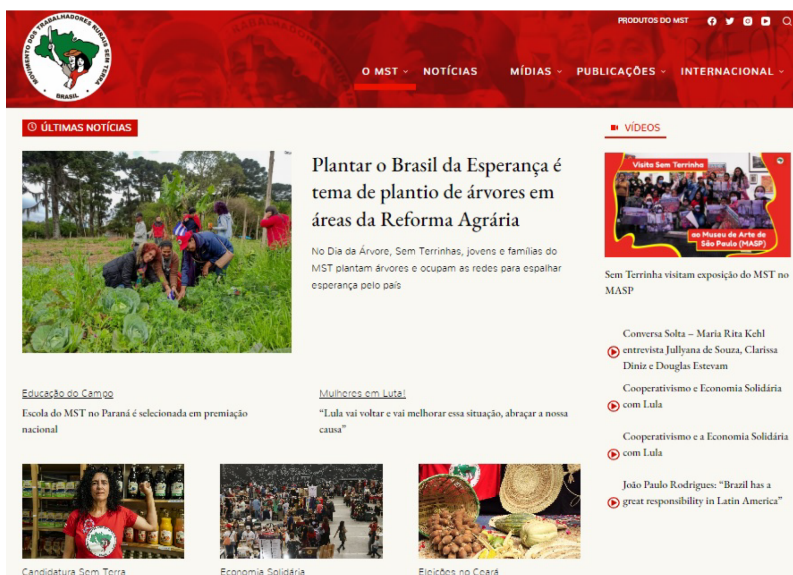 MOVIMENTO DOS TRABALHADORES RURAIS SEM TERRA
BRASIL
PRODUTOS DO MST
O MST
NOTÍCIAS
MÍDIAS
PUBLICAÇÕES
INTERNACIONAL
ÚLTIMAS NOTÍCIAS
Plantar o Brasil da Esperança é
tema de plantio de árvores em
áreas da Reforma Agrária
No Dia da Árvore, Sem Terrinhas, jovens e famílias do
MST plantam árvores e ocupam as redes para espalhar
esperança pelo país
Educação do Campo
Escola do MST no Paraná é selecionada em premiação
nacional
Mulheres em Luta!
“Lula vai voltar e vai melhorar essa situação, abraçar a nossa
causa”
Candidatura Sem Terra
Economia Solidária
Eleições no Ceará
VÍDEOS
Visita Sem Terrinha
ao Museu de Arte de
São Paulo (MASP)
Sem Terrinha visitam exposição do MST no
MASP
Conversa Solta – Maria Rita Kehl
entrevista Jullyana de Souza, Clarissa
Diniz e Douglas Estevam
Cooperativismo e Economia Solidária
com Lula
Cooperativismo e a Economia Solidária
com Lula
João Paulo Rodrigues: “Brazil has a
great responsibility in Latin America”